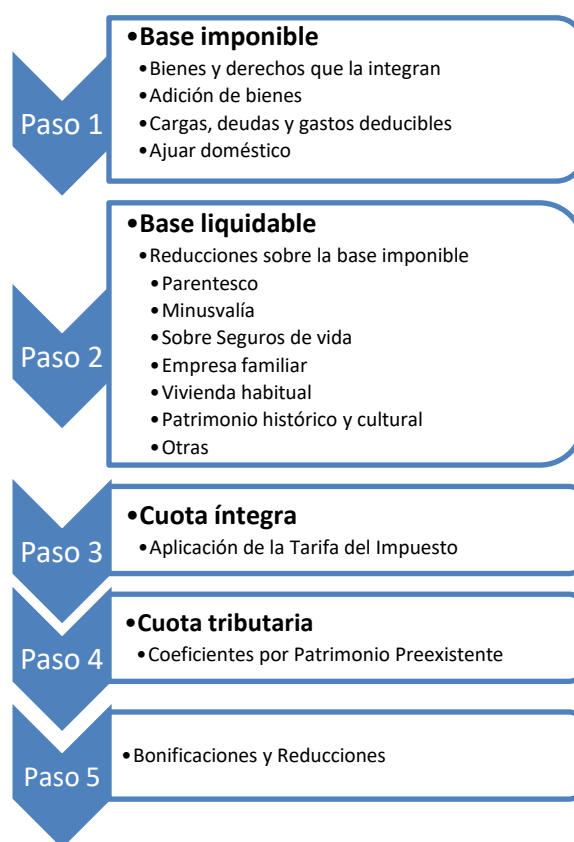 Paso 1
•Base imponible
•Bienes y derechos que la integran
•Adición de bienes
•Cargas, deudas y gastos deducibles
•Ajuar doméstico
Paso 2
•Base liquidable
•Reducciones sobre la base imponible
•Parentesco
•Minusvalía
•Sobre Seguros de vida
•Empresa familiar
•Vivienda habitual
•Patrimonio histórico y cultural
•Otras
Paso 3
•Cuota íntegra
•Aplicación de la Tarifa del Impuesto
Paso 4
•Cuota tributaria
•Coeficientes por Patrimonio Preexistente
Paso 5
•Bonificaciones y Reducciones